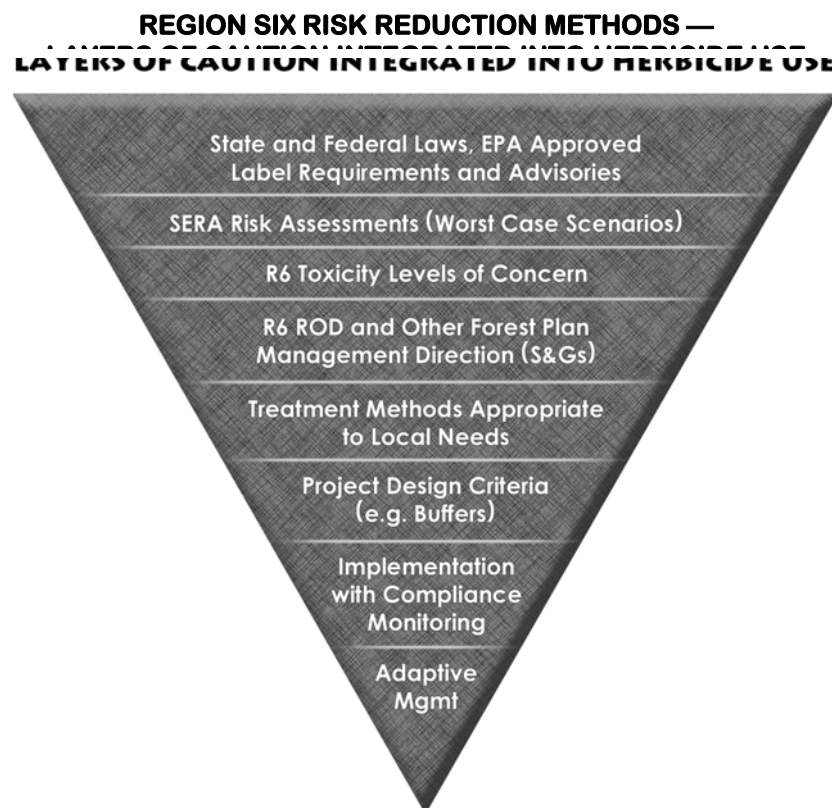 REGION SIX RISK REDUCTION METHODS —
LAYERS OF CAUTION INTEGRATED INTO HERBICIDE USE
State and Federal Laws, EPA Approved
Label Requirements and Advisories
SERA Risk Assessments (Worst Case Scenarios)
R6 Toxicity Levels of Concern
R6 ROD and Other Forest Plan
Management Direction (S&Gs)
Treatment Methods Appropriate
to Local Needs
Project Design Criteria
(e.g. Buffers)
Implementation
with Compliance
Monitoring
Adaptive
Mgmt